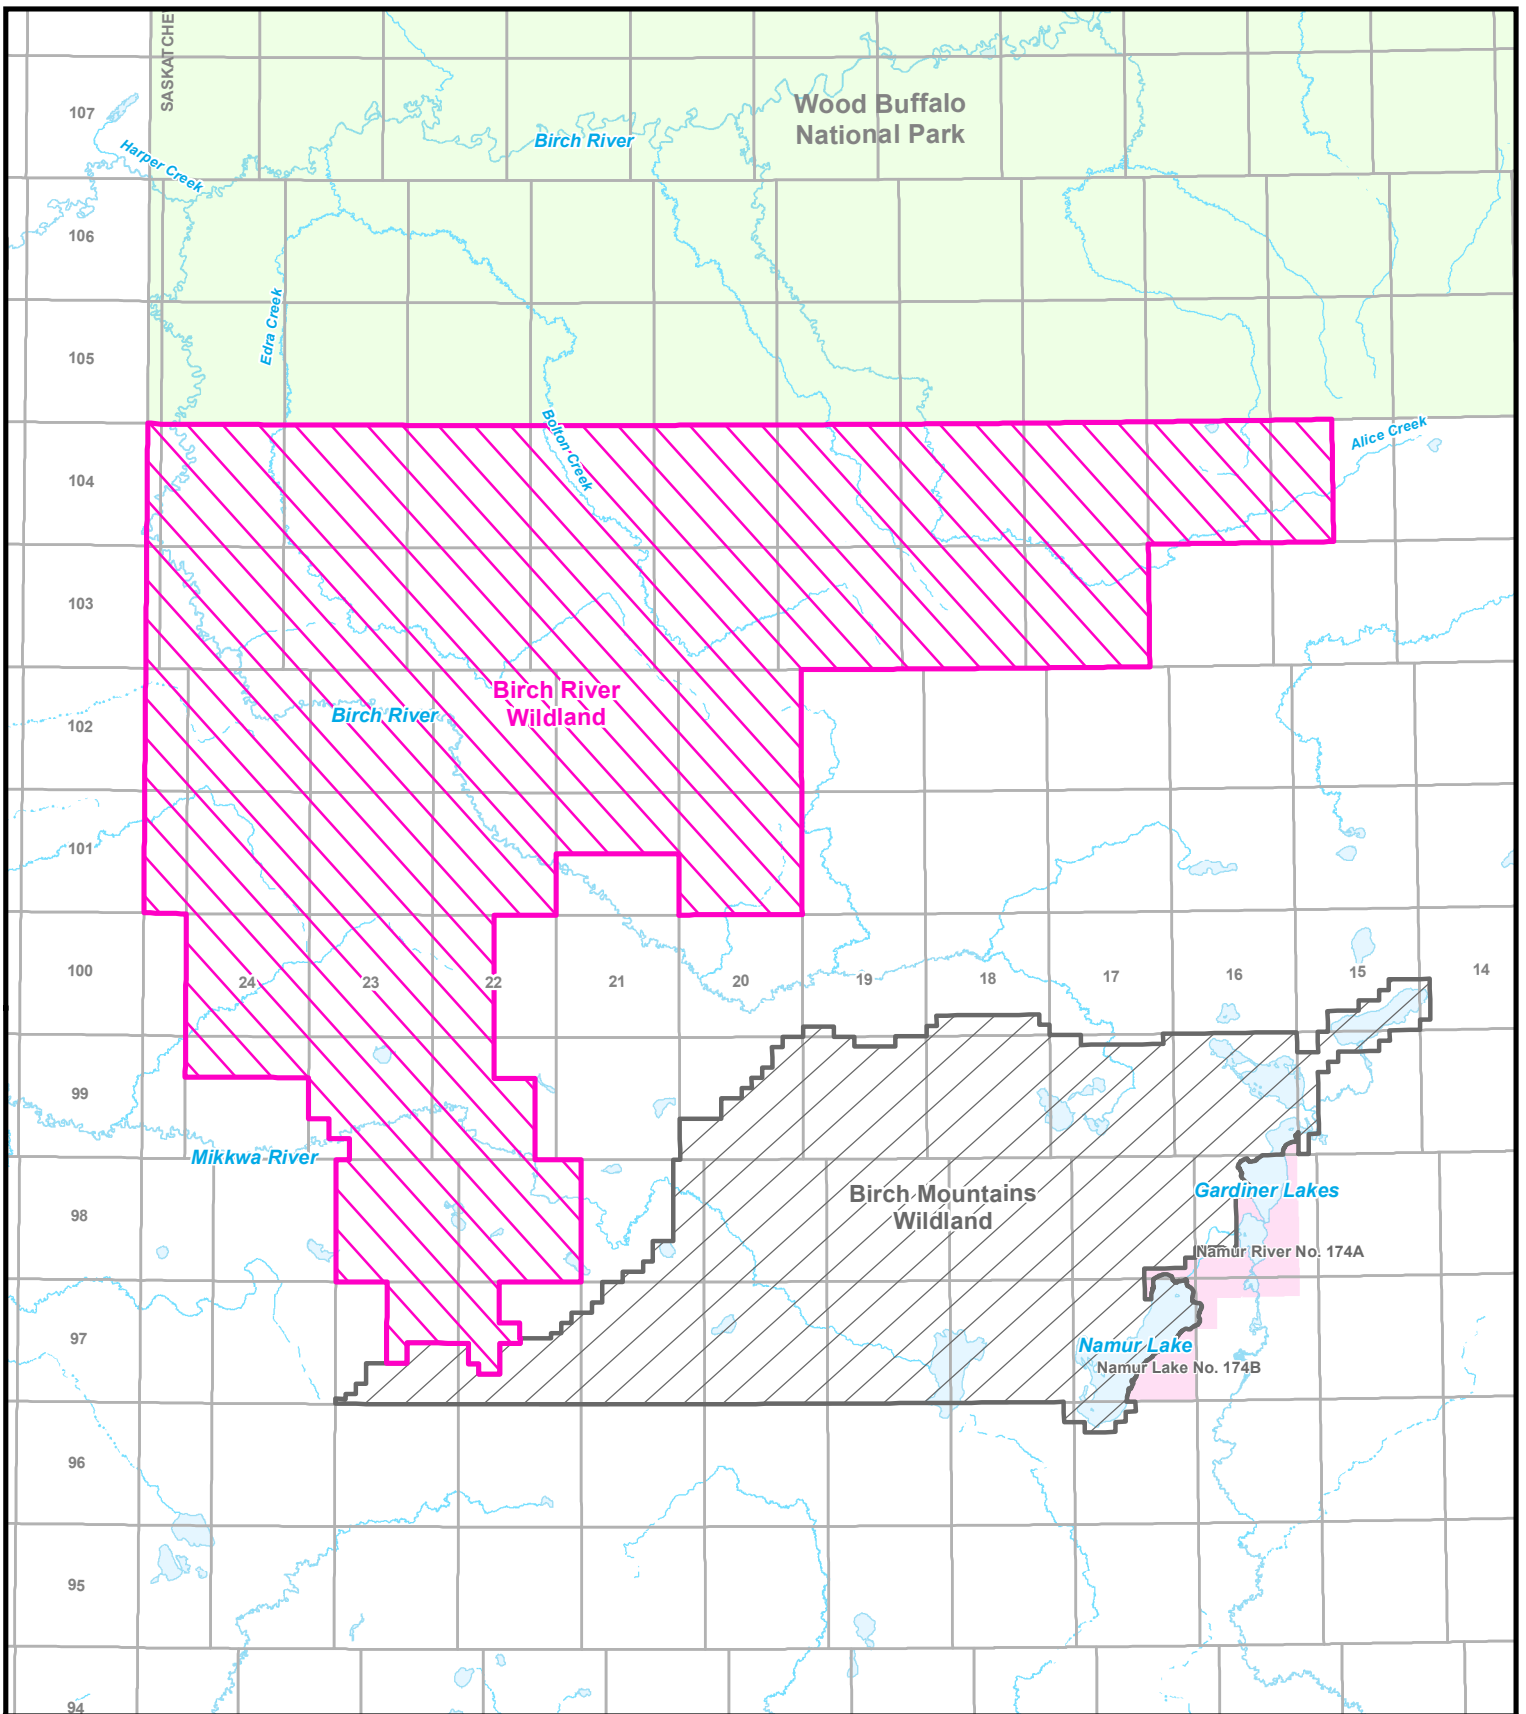 SASKATCHE
107
Wood Buffalo
National Park
Birch River
Harper Creek
106
Edra Creek
105
Bolton Creek
Alice Creek
104
103
Birch River
Wildland
Birch River
102
101
100
24
23
22
21
20
19
18
17
16
15
14
99
Mikkwa River
98
Birch Mountains
Wildland
Gardiner Lakes
Namur River No. 174A
97
Namur Lake
Namur Lake No. 174B
96
95
94